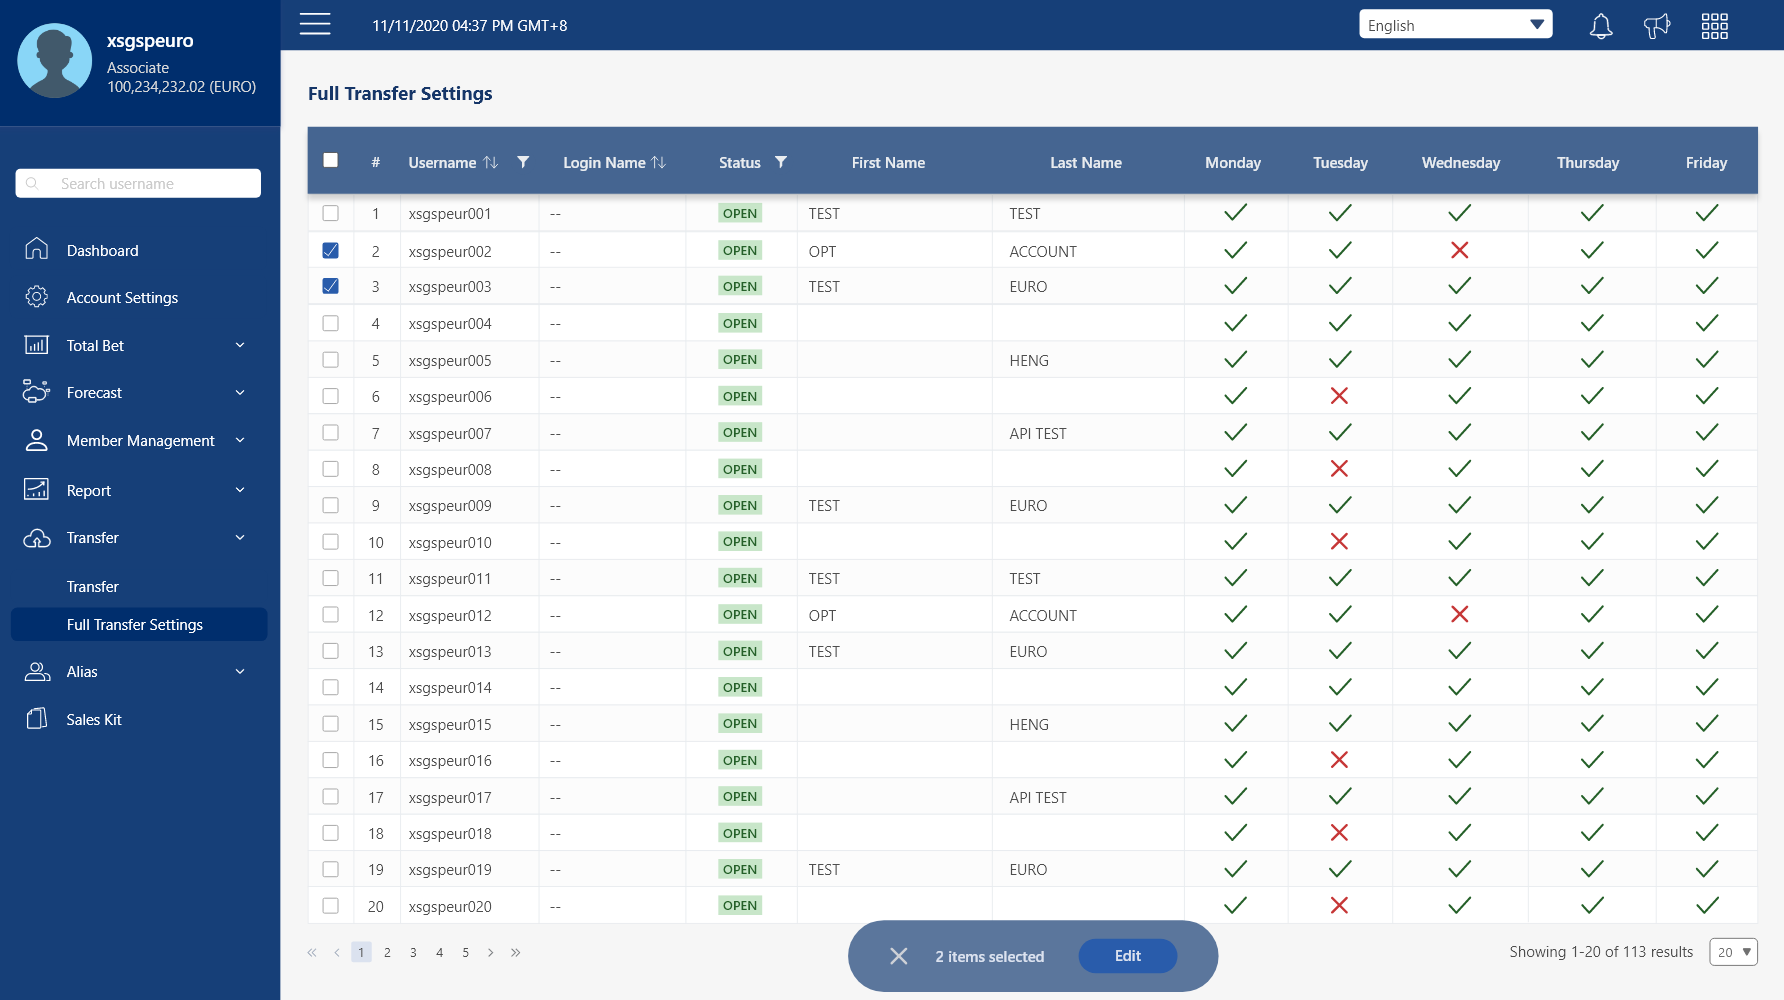 xsgspeuro
Associate
100,234,232.02 (EURO)
11/11/2020 04:37 PM GMT+8
English
Search username
Dashboard
Account Settings
Total Bet
Forecast
Member Management
Report
Transfer
Transfer
Full Transfer Settings
Alias
Sales Kit
Full Transfer Settings
# Username Login Name Status First Name Last Name Monday Tuesday Wednesday Thursday Friday
1 xsgspeur001 -- OPEN TEST TEST
2 xsgspeur002 -- OPEN OPT ACCOUNT
3 xsgspeur003 -- OPEN TEST EURO
4 xsgspeur004 -- OPEN
5 xsgspeur005 -- OPEN HENG
6 xsgspeur006 -- OPEN
7 xsgspeur007 -- OPEN API TEST
8 xsgspeur008 -- OPEN
9 xsgspeur009 -- OPEN TEST EURO
10 xsgspeur010 -- OPEN
11 xsgspeur011 -- OPEN TEST TEST
12 xsgspeur012 -- OPEN OPT ACCOUNT
13 xsgspeur013 -- OPEN TEST EURO
14 xsgspeur014 -- OPEN
15 xsgspeur015 -- OPEN HENG
16 xsgspeur016 -- OPEN
17 xsgspeur017 -- OPEN API TEST
18 xsgspeur018 -- OPEN
19 xsgspeur019 -- OPEN TEST EURO
20 xsgspeur020 -- OPEN
« ‹ 1 2 3 4 5 › »
2 items selected Edit
Showing 1-20 of 113 results 20